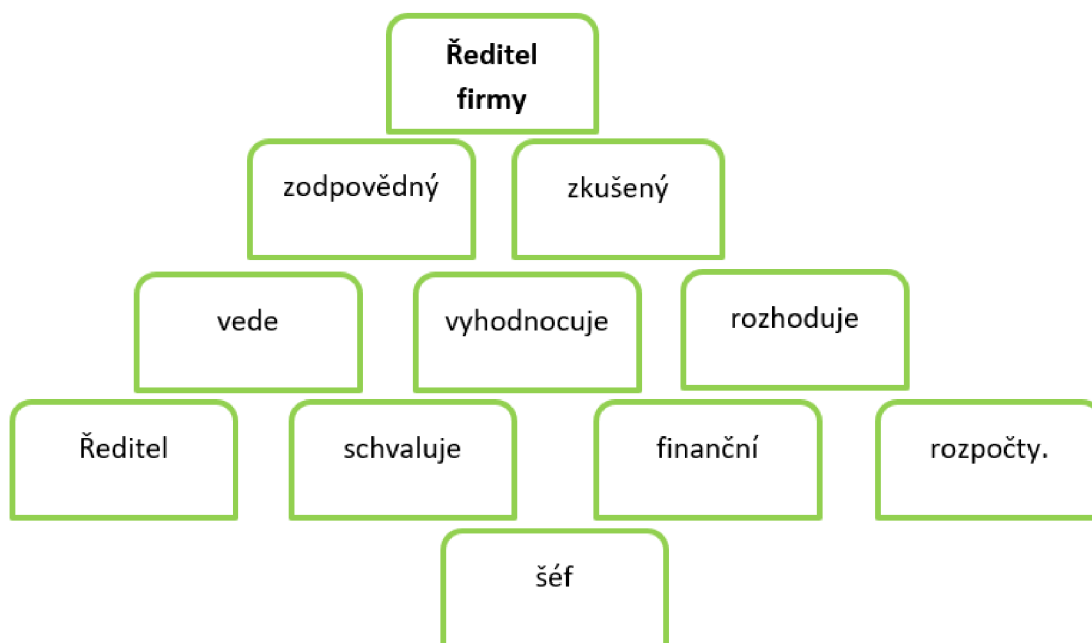 Ředitel
firmy
zodpovědný zkušený
vede vyhodnocuje rozhoduje
Ředitel schvaluje finanční rozpočty.
šéf